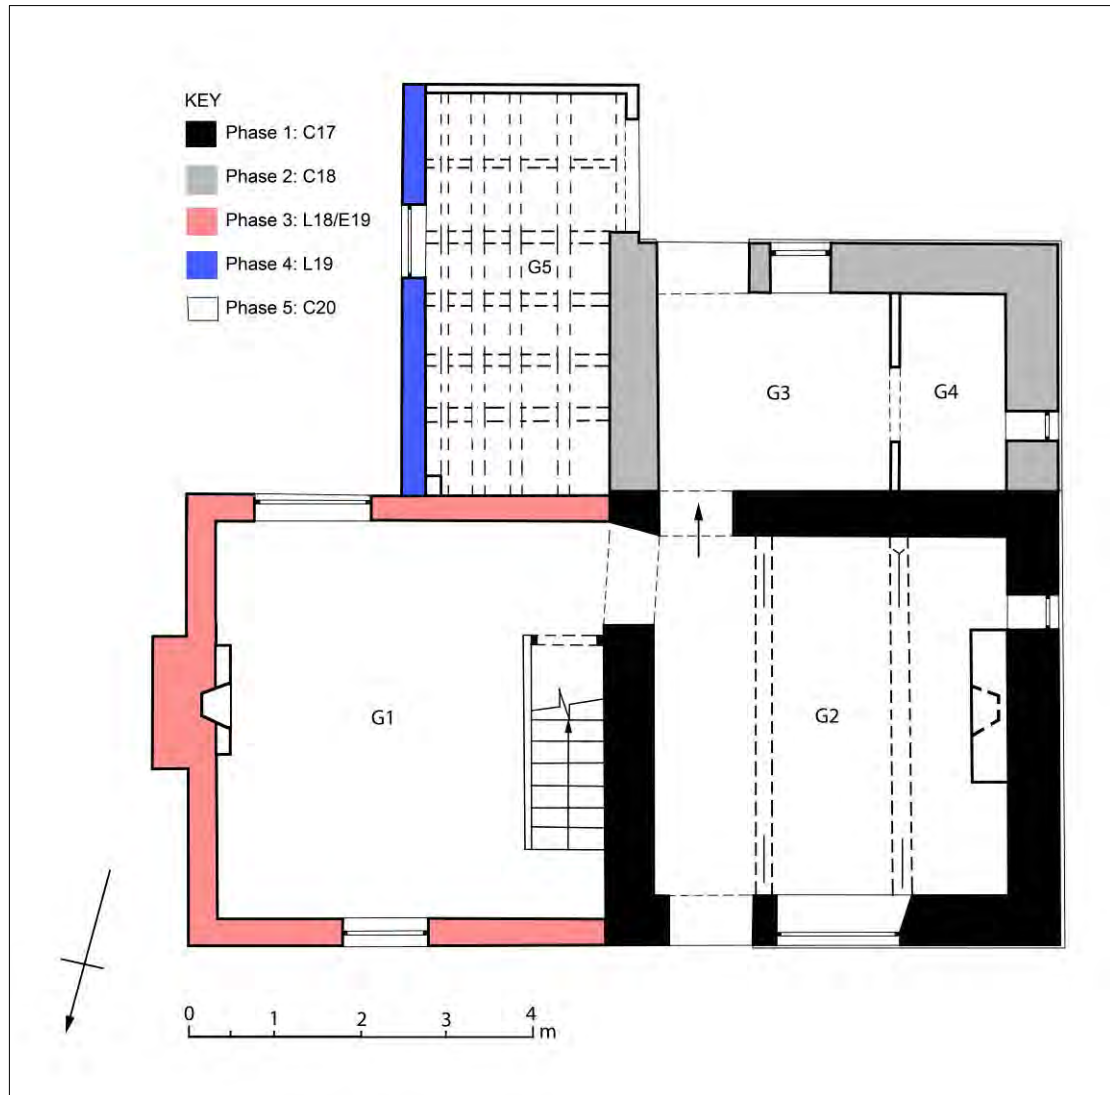 KEY
Phase 1: C17
Phase 2: C18
Phase 3: L18/E19
Phase 4: L19
Phase 5: C20
G5
G3
G4
G1
G2
0 1 2 3 4 m